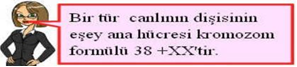 Bir tür canlının dişisinin
eşey ana hücresi kromozom
formülü 38 +XX'tir.